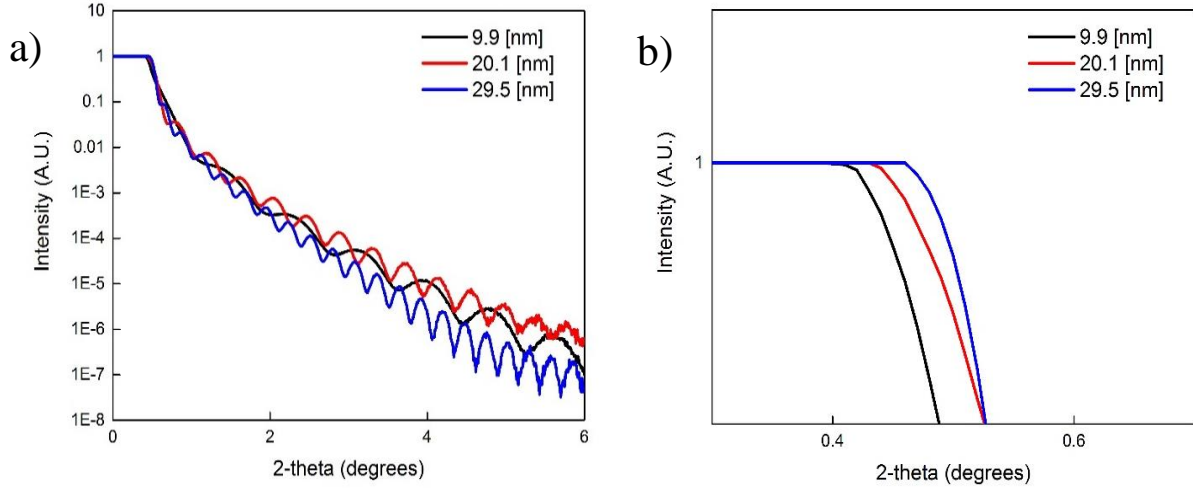 a)
10
1
0.1
0.01
1E-3
1E-4
1E-5
1E-6
1E-7
1E-8
Intensity (A.U.)
0 2 4 6
2-theta (degrees)
9.9 [nm]
20.1 [nm]
29.5 [nm]
b)
1
Intensity (A.U.)
0.4 0.6
2-theta (degrees)
9.9 [nm]
20.1 [nm]
29.5 [nm]